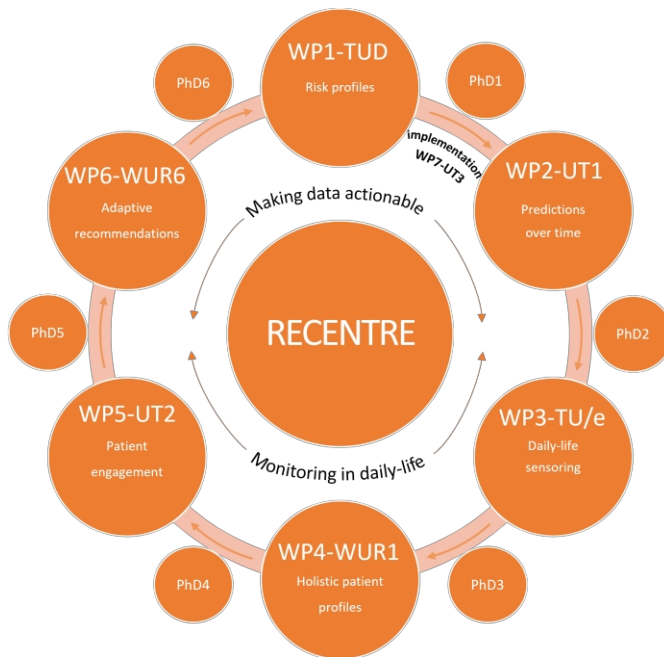 WP1-TUD
Risk profiles
PhD6
PhD1
implementation
WP7-UT3
WP6-WUR6
Adaptive
recommendations
WP2-UT1
Predictions
over time
Making data actionable
RECENTRE
PhD5
PhD2
WP5-UT2
Patient
engagement
WP3-TU/e
Daily-life
sensoring
Monitoring in daily-life
WP4-WUR1
Holistic patient
profiles
PhD4
PhD3